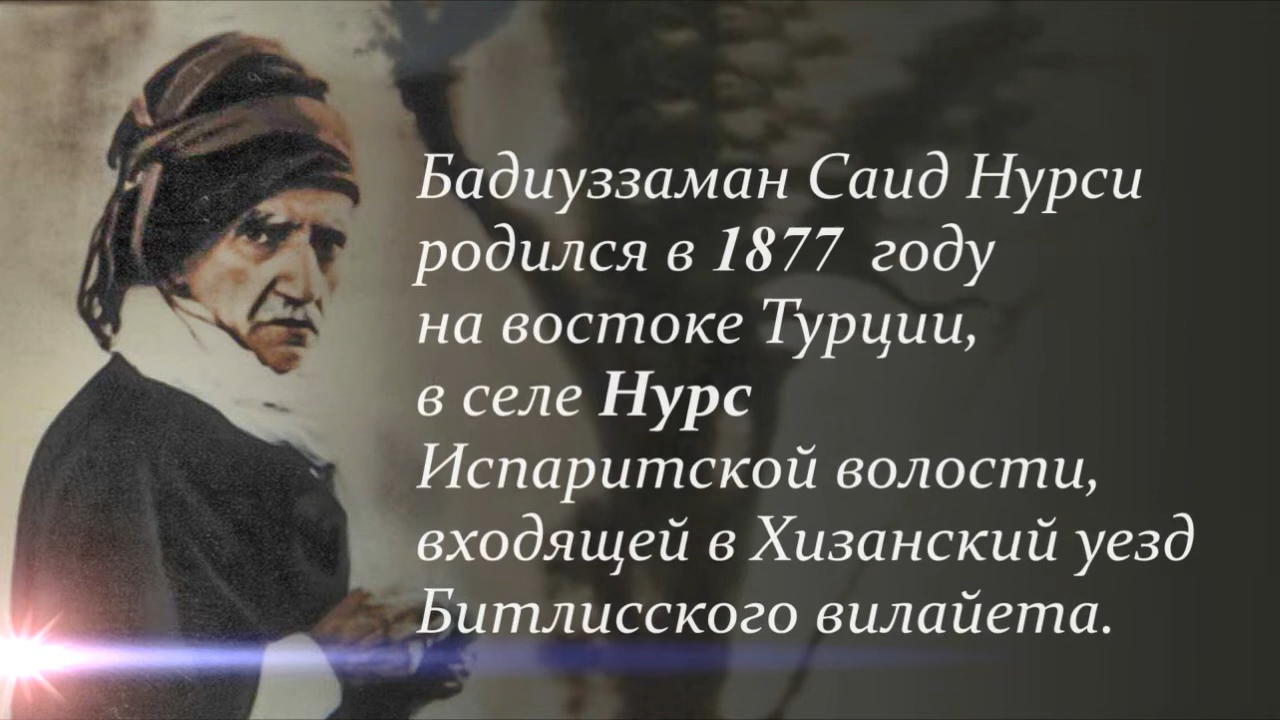 Бадиуззаман Саид Нурси
родился в 1877 году
на востоке Турции,
в селе Нурс
Испаритской волости,
входящей в Хизанский уезд
Битлисского вилайета.